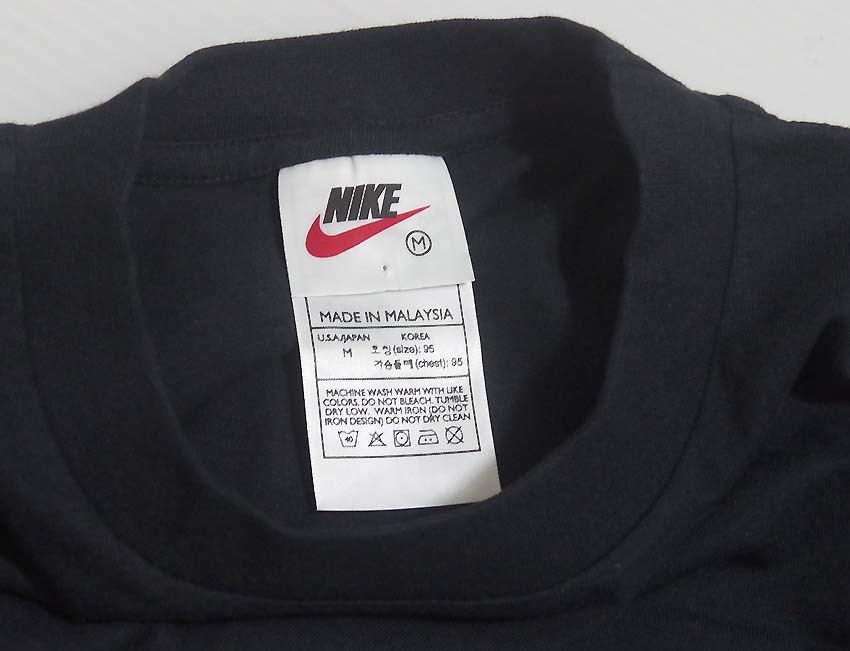 NIKE
M
MADE IN MALAYSIA
U.S.A/JAPAN KOREA
M 호칭(size): 95
가슴둘레(chest): 95
MACHINE WASH WARM WITH LIKE
COLORS. DO NOT BLEACH. TUMBLE
DRY LOW. WARM IRON (DO NOT
IRON DESIGN) DO NOT DRY CLEAN
40